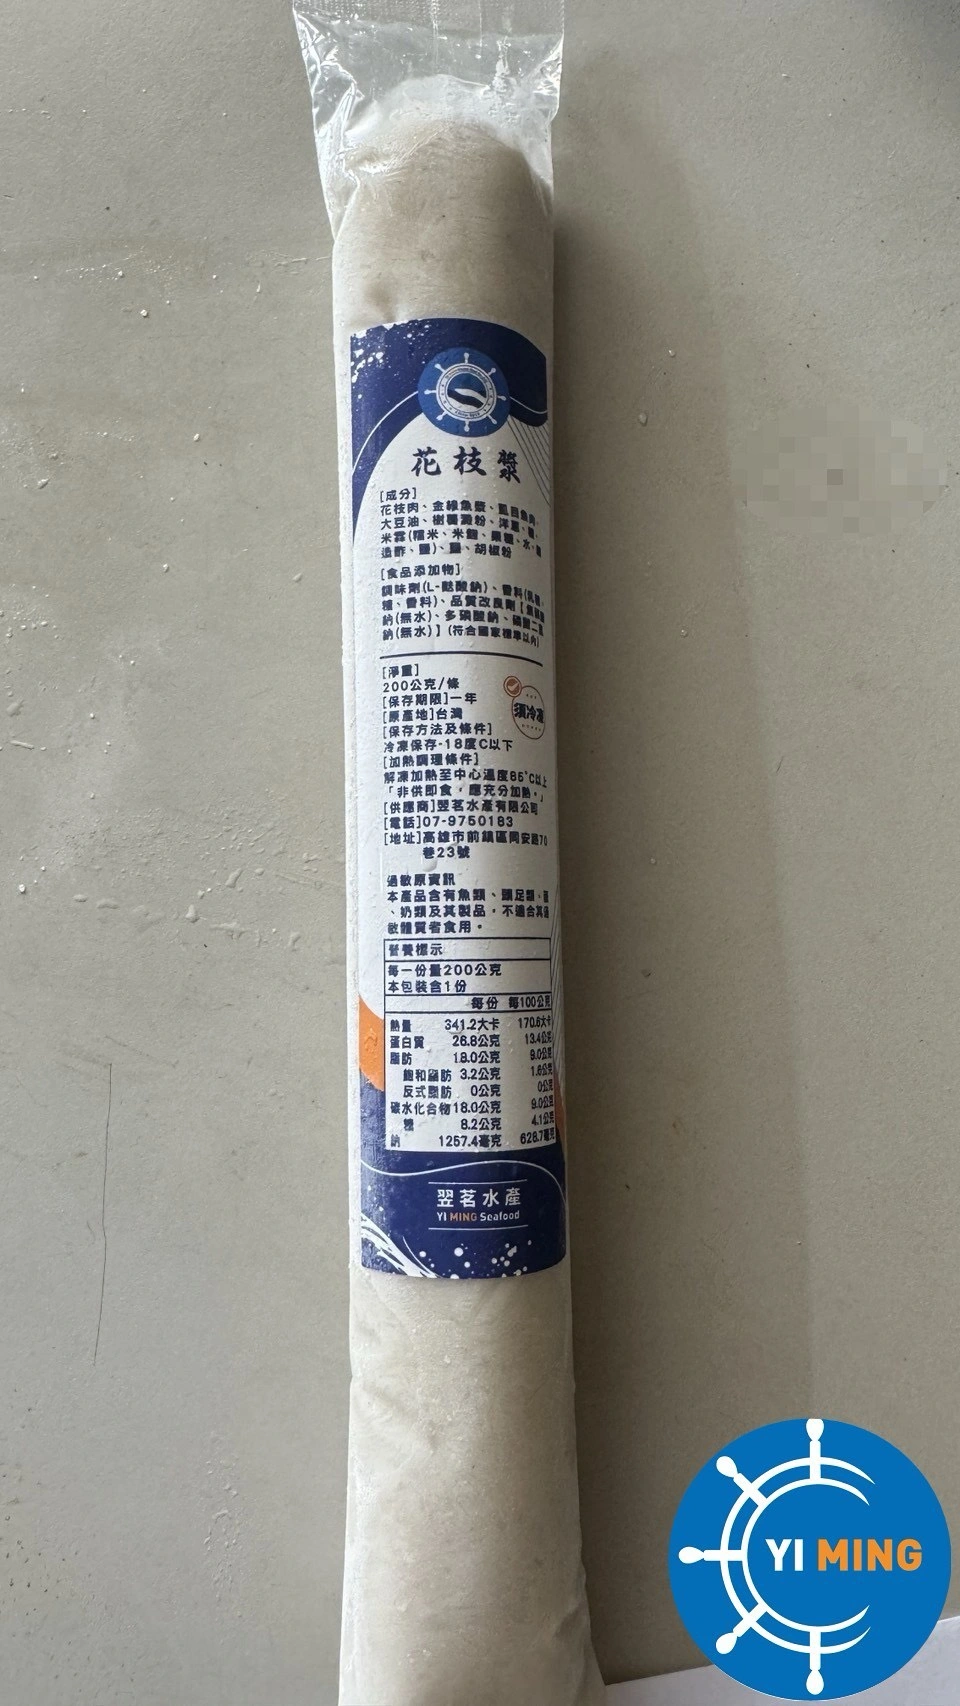 花枝漿
[成分]
花枝肉、金線魚漿、虱目魚肉、
大豆油、樹薯澱粉、洋蔥、糖、
米霖(糯米、米麴、果糖、水、釀
造醋、鹽)、鹽、胡椒粉
[食品添加物]
調味劑(L-麩酸鈉)、香料(乳糖、
糖、香料)、品質改良劑【
鈉(無水)、多磷酸鈉、磷酸二氫
鈉(無水)】(符合國家標準以內)
[淨重]
200公克/條
[保存期限]一年
[原產地]台灣
須冷凍
[保存方法及條件]
冷凍保存-18度C以下
[加熱調理條件]
解凍加熱至中心溫度85°C以上
「非供即食，應充分加熱。」
[供應商]翌茗水產有限公司
[電話]07-9750183
[地址]高雄市前鎮區同安路70
巷23號
過敏原資訊
本產品含有魚類、頭足類、蛋
、奶類及其製品，不適合其過
敏體質者食用。
營養標示
每一份量200公克
本包裝含1份
每份 每100公克
熱量 341.2大卡 170.6大卡
蛋白質 26.8公克 13.4公克
脂肪 18.0公克 9.0公克
飽和脂肪 3.2公克 1.6公克
反式脂肪 0公克 0公克
碳水化合物 18.0公克 9.0公克
糖 8.2公克 4.1公克
鈉 1257.4毫克 628.7毫克
翌茗水產
YI MING Seafood
YI MING